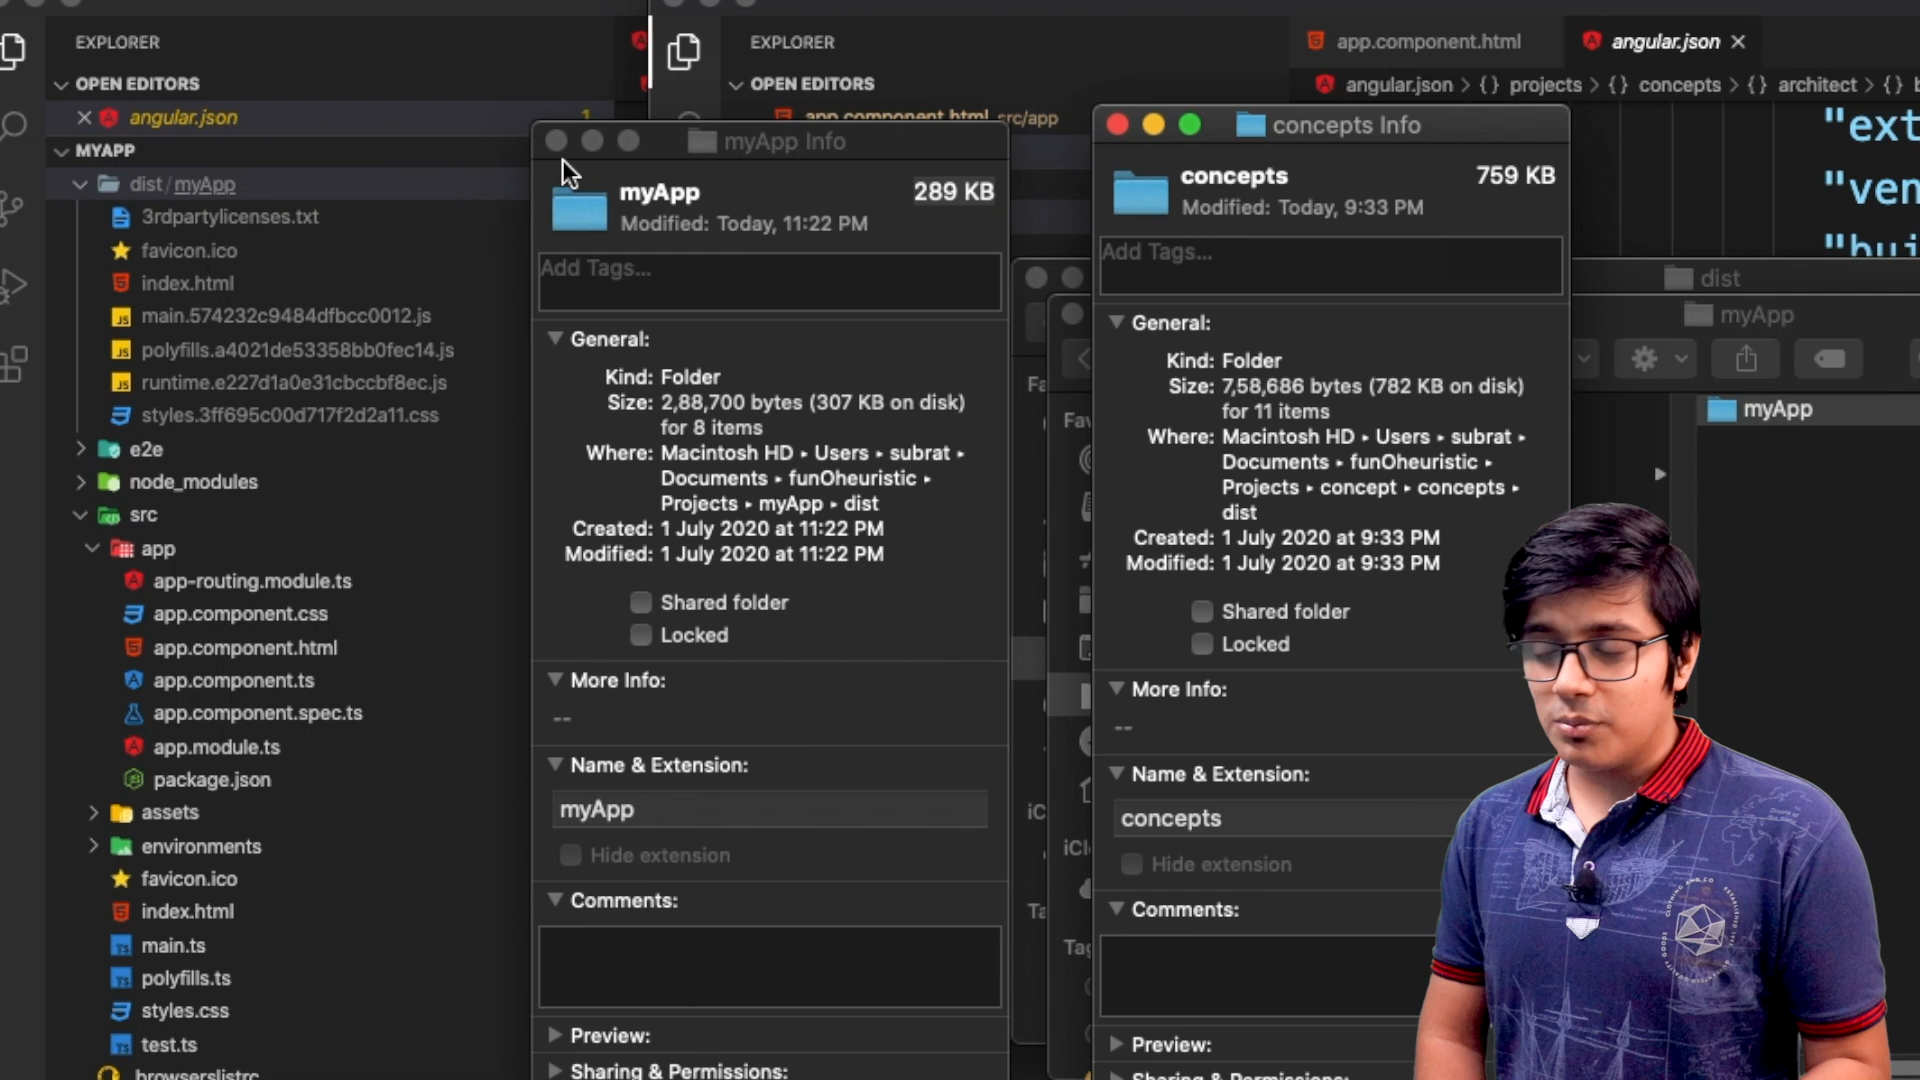 EXPLORER
OPEN EDITORS
angular.json
1
MYAPP
dist/myApp
3rdpartylicenses.txt
favicon.ico
index.html
main.574232c9484dfbcc0012.js
polyfills.a4021de53358bb0fec14.js
runtime.e227d1a0e31cbccbf8ec.js
styles.3ff695c00d717f2d2a11.css
e2e
node_modules
src
app
app-routing.module.ts
app.component.css
app.component.html
app.component.ts
app.component.spec.ts
app.module.ts
package.json
assets
environments
favicon.ico
index.html
main.ts
polyfills.ts
styles.css
test.ts
browserslistrc
EXPLORER
OPEN EDITORS
app.component.html src/app
app.component.html
angular.json
angular.json > {} projects > {} concepts > {} architect > {}
"ext
"ven
"bui
myApp Info
myApp
289 KB
Modified: Today, 11:22 PM
Add Tags...
General:
Kind: Folder
Size: 2,88,700 bytes (307 KB on disk)
for 8 items
Where: Macintosh HD ▸ Users ▸ subrat ▸
Documents ▸ funOheuristic ▸
Projects ▸ myApp ▸ dist
Created: 1 July 2020 at 11:22 PM
Modified: 1 July 2020 at 11:22 PM
Shared folder
Locked
More Info:
--
Name & Extension:
myApp
Hide extension
Comments:
Preview:
Sharing & Permissions:
concepts Info
concepts
759 KB
Modified: Today, 9:33 PM
Add Tags...
General:
Kind: Folder
Size: 7,58,686 bytes (782 KB on disk)
for 11 items
Where: Macintosh HD ▸ Users ▸ subrat ▸
Documents ▸ funOheuristic ▸
Projects ▸ concept ▸ concepts ▸
dist
Created: 1 July 2020 at 9:33 PM
Modified: 1 July 2020 at 9:33 PM
Shared folder
Locked
More Info:
--
Name & Extension:
concepts
Hide extension
Comments:
Preview:
Sharing & Permissions:
dist
myApp
myApp